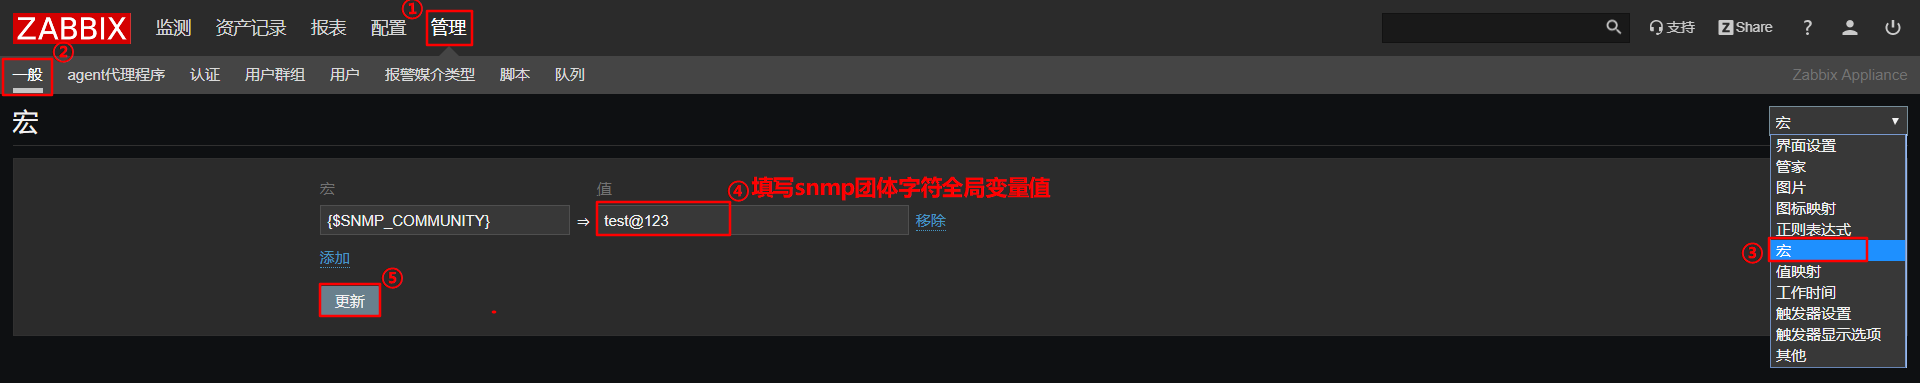 ① ZABBIX 监测 资产记录 报表 配置 管理 支持 Z Share ?
②
一般 agent代理程序 认证 用户群组 用户 报警媒介类型 脚本 队列 Zabbix Appliance
宏 宏 ▼
界面设置
管家
图片
图标映射
正则表达式
③ 宏
值映射
工作时间
触发器设置
触发器显示选项
其他
宏 值 ④ 填写snmp团体字符全局变量值
{$SNMP_COMMUNITY} ⇒ test@123 移除
添加
⑤
更新